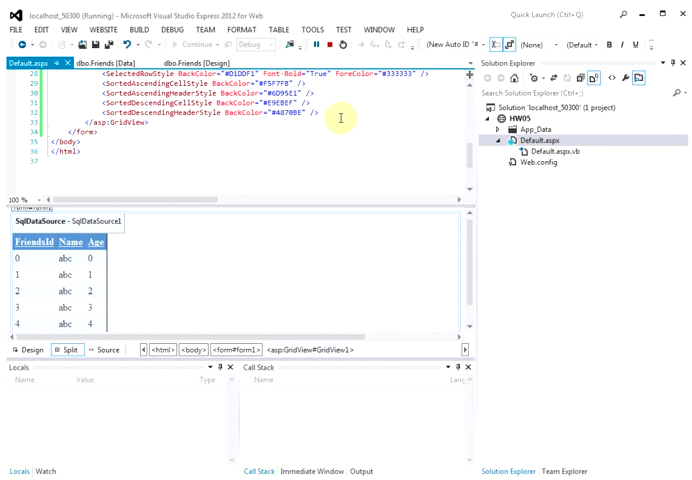 localhost_50300 (Running) - Microsoft Visual Studio Express 2012 for Web
Quick Launch (Ctrl+Q)
FILE EDIT VIEW WEBSITE BUILD DEBUG TEAM FORMAT TABLE TOOLS TEST WINDOW HELP
Continue Debug (New Auto ID (None) (Default B I U
Default.aspx dbo.Friends [Data] dbo.Friends [Design]
28 <SelectedRowStyle BackColor="#D1DDF1" Font-Bold="True" ForeColor="#333333" />
29 <SortedAscendingCellStyle BackColor="#F5F7FB" />
30 <SortedAscendingHeaderStyle BackColor="#6D95E1" />
31 <SortedDescendingCellStyle BackColor="#E9EBEF" />
32 <SortedDescendingHeaderStyle BackColor="#4870BE" />
33 </asp:GridView>
34 </form>
35 </body>
36 </html>
37
100 %
SqlDataSource - SqlDataSource1
FriendsId Name Age
0 abc 0
1 abc 1
2 abc 2
3 abc 3
4 abc 4
Design Split Source <html> <body> <form#form1> <asp:GridView#GridView1>
Locals
Name Value Type
Call Stack
Name Lang
Locals Watch
Call Stack Immediate Window Output
Solution Explorer
Search Solution Explorer (Ctrl+;)
Solution 'localhost_50300' (1 project)
HW05
App_Data
Default.aspx
Default.aspx.vb
Web.config
Solution Explorer Team Explorer